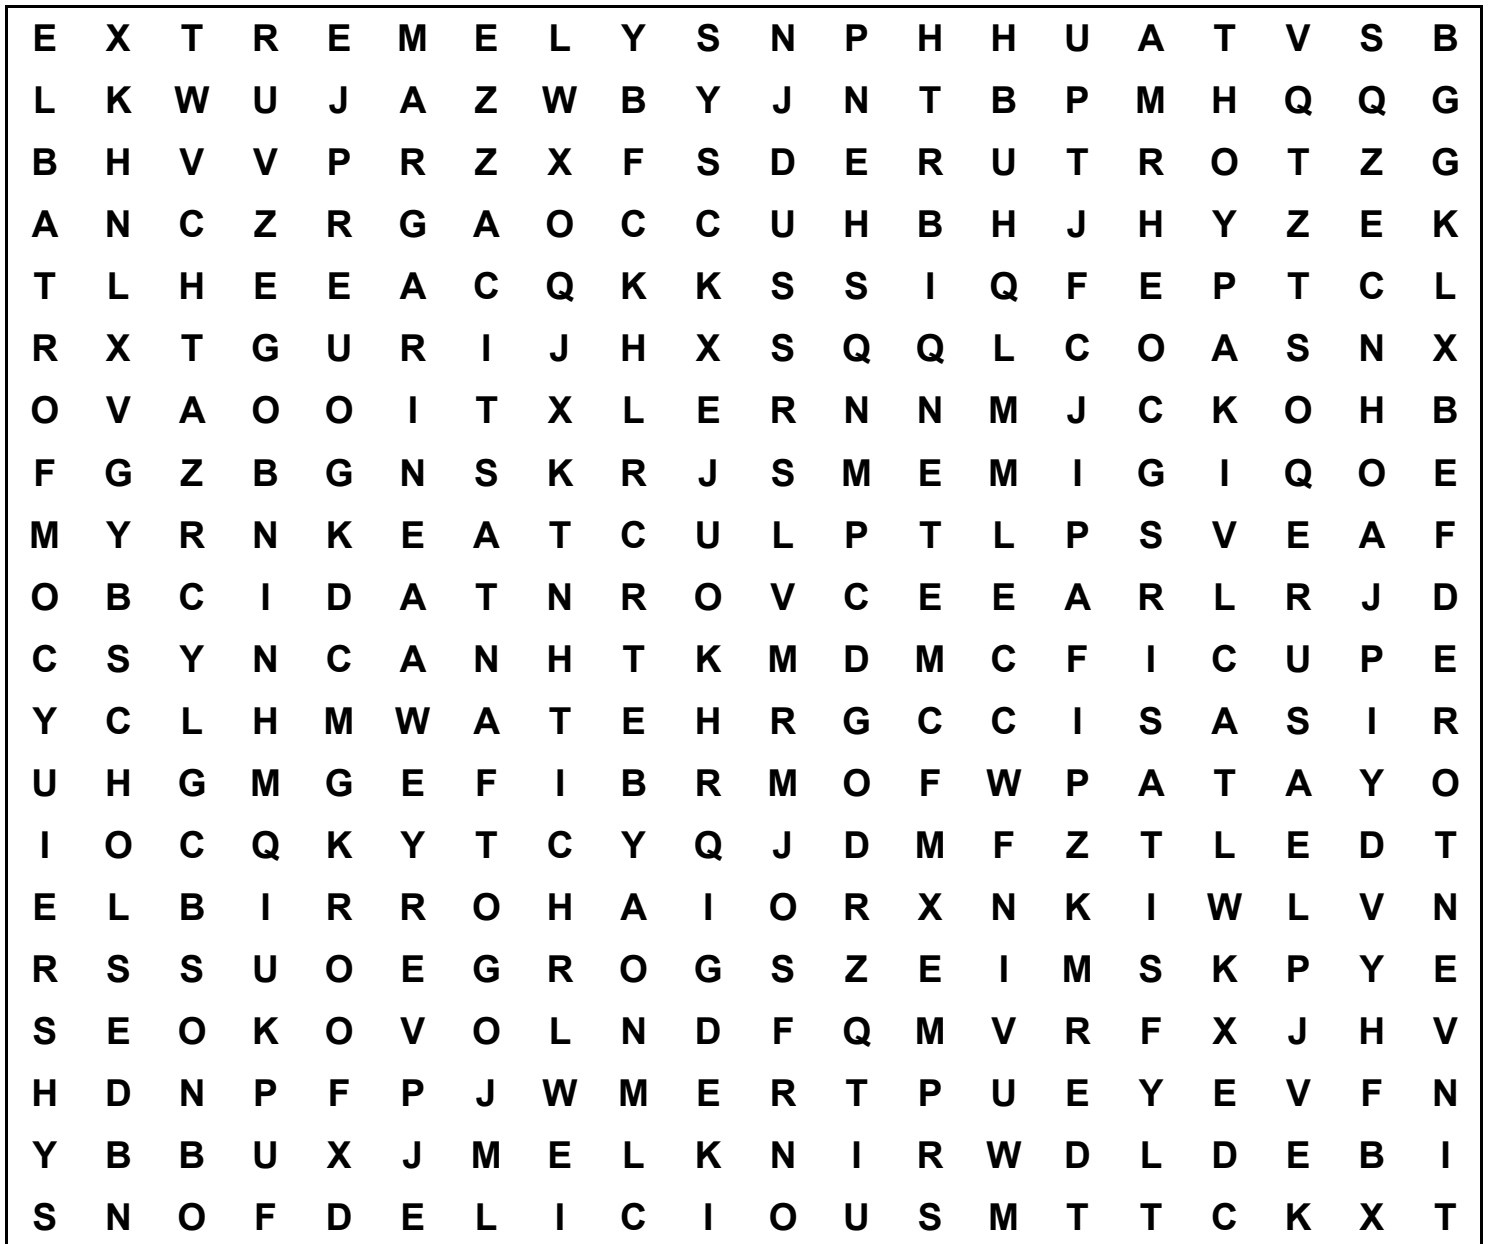 E X T R E M E L Y S N P H H U A T V S B
L K W U J A Z W B Y J N T B P M H Q Q G
B H V V P R Z X F S D E R U T R O T Z G
A N C Z R G A O C C U H B H J H Y Z E K
T L H E E A C Q K K S S I Q F E P T C L
R X T G U R I J H X S Q Q L C O A S N X
O V A O O I T X L E R N N M J C K O H B
F G Z B G N S K R J S M E M I G I Q O E
M Y R N K E A T C U L P T L P S V E A F
O B C I D A T N R O V C E E A R L R J D
C S Y N C A N H T K M D M C F I C U P E
Y C L H M W A T E H R G C C I S A S I R
U H G M G E F I B R M O F W P A T A Y O
I O C Q K Y T C Y Q J D M F Z T L E D T
E L B I R R O H A I O R X N K I W L V N
R S S U O E G R O G S Z E I M S K P Y E
S E O K O V O L N D F Q M V R F X J H V
H D N P F P J W M E R T P U E Y E V F N
Y B B U X J M E L K N I R W D L D E B I
S N O F D E L I C I O U S M T T C K X T